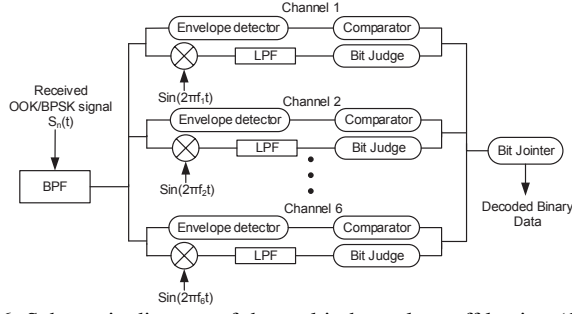 Channel 1
Envelope detector
Comparator
LPF
Bit Judge
Sin(2πf1t)
Received
OOK/BPSK signal
Sn(t)
BPF
Channel 2
Envelope detector
Comparator
LPF
Bit Judge
Sin(2πf2t)
Bit Jointer
Decoded Binary
Data
Channel 6
Envelope detector
Comparator
LPF
Bit Judge
Sin(2πf6t)